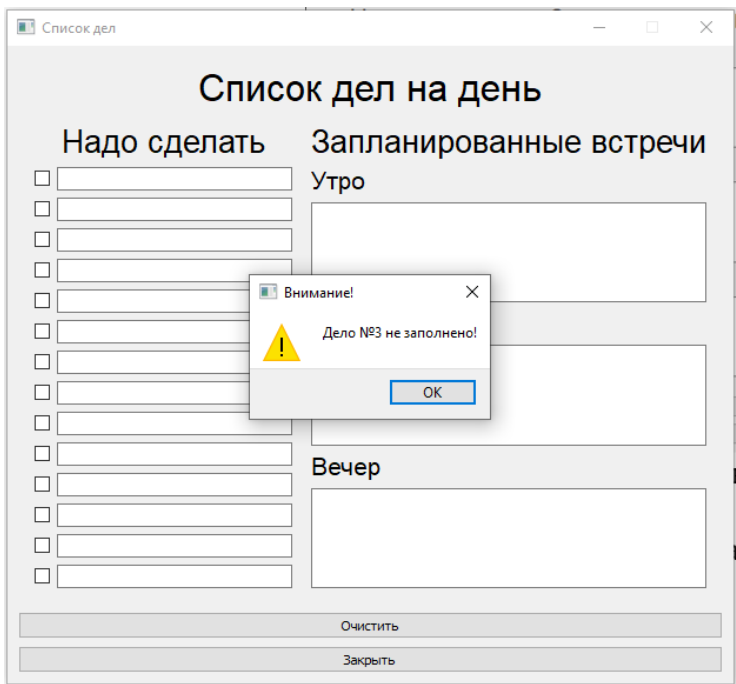 Список дел
Список дел на день
Надо сделать
Запланированные встречи
Утро
Внимание!
Дело №3 не заполнено!
OK
Вечер
Очистить
Закрыть